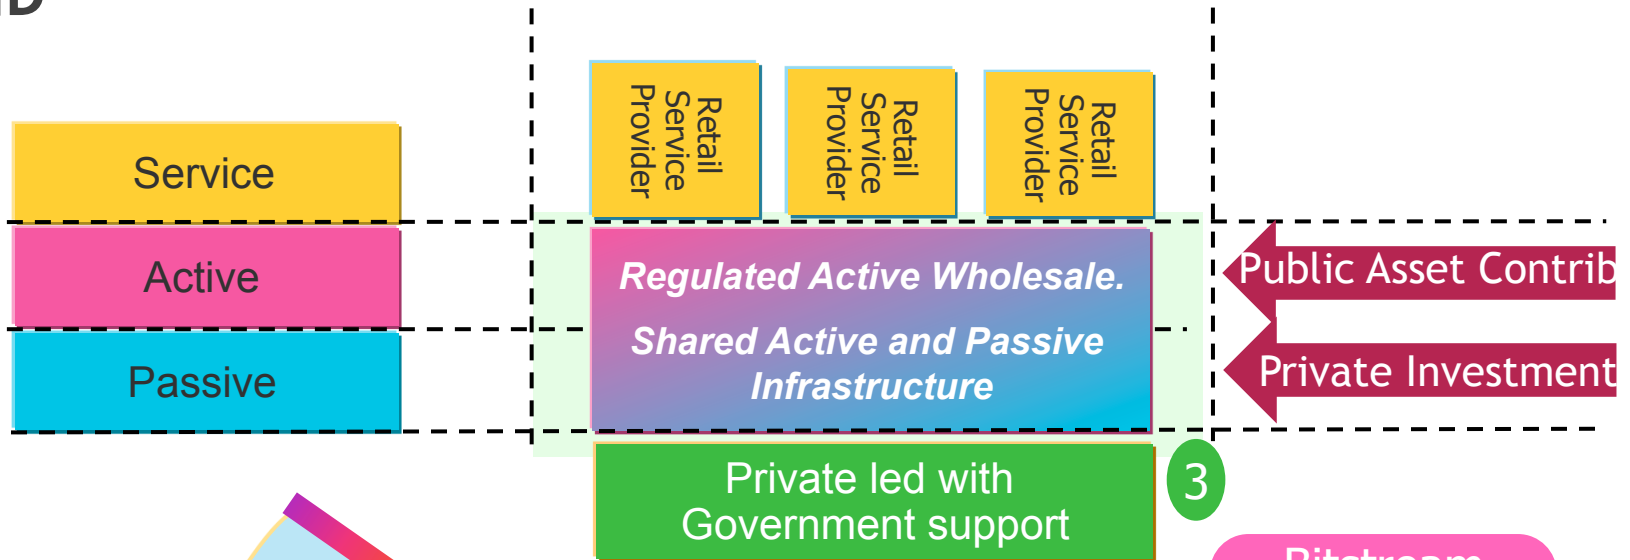 Service
Active
Passive
Retail
Service
Provider
Retail
Service
Provider
Retail
Service
Provider
Regulated Active Wholesale.
Shared Active and Passive
Infrastructure
Public Asset Contrib
Private Investment
Private led with
Government support
3
Bitstream